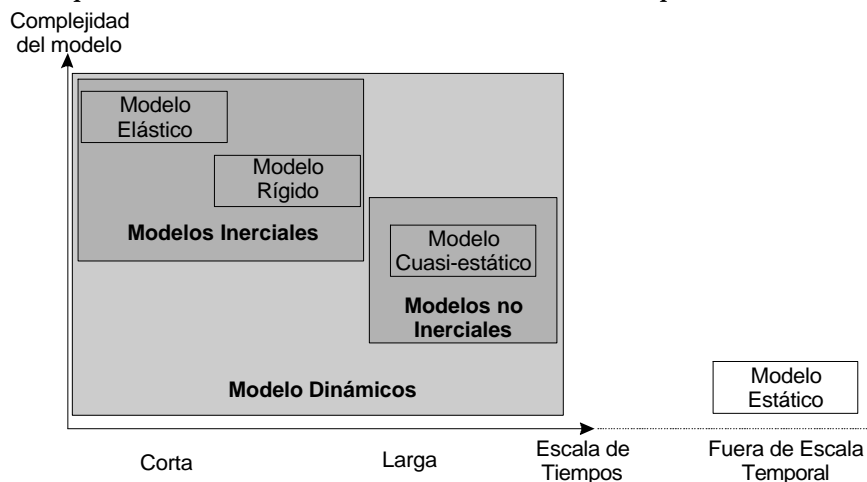 Complejidad
del modelo
Modelo
Elástico
Modelo
Rígido
Modelos Inerciales
Modelo
Cuasi-estático
Modelos no
Inerciales
Modelo Dinámicos
Modelo
Estático
Corta
Larga
Escala de
Tiempos
Fuera de Escala
Temporal